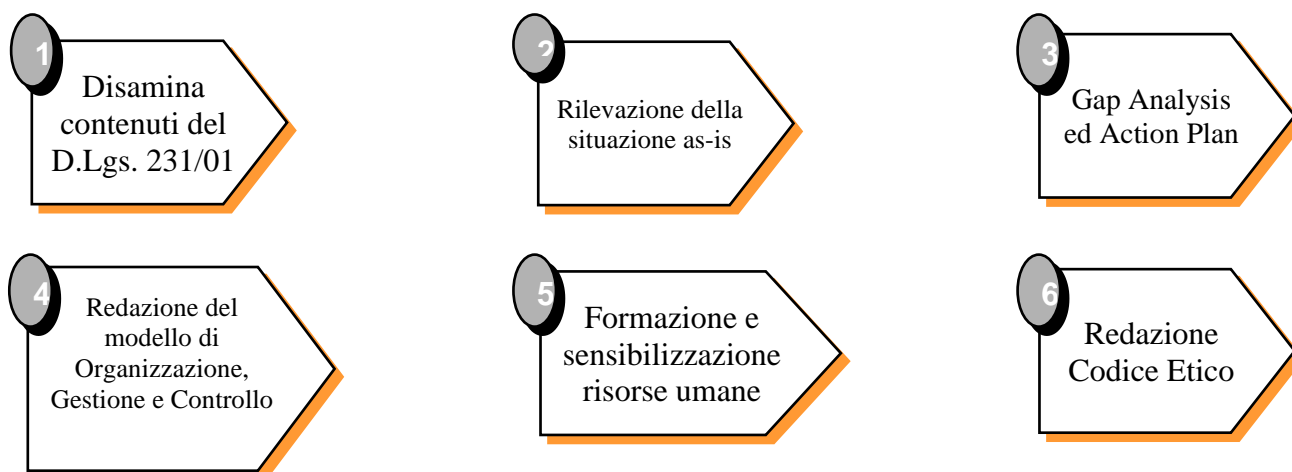 1
Disamina
contenuti del
D.Lgs. 231/01
2
Rilevazione della
situazione as-is
3
Gap Analysis
ed Action Plan
4
Redazione del
modello di
Organizzazione,
Gestione e Controllo
5
Formazione e
sensibilizzazione
risorse umane
6
Redazione
Codice Etico